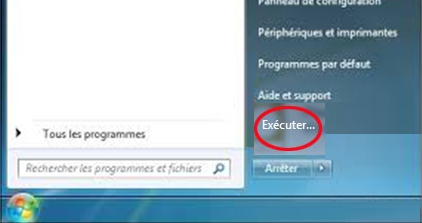 Panneau de configuration
Périphériques et imprimantes
Programmes par défaut
Aide et support
Exécuter...
Tous les programmes
Rechercher les programmes et fichiers
Arrêter